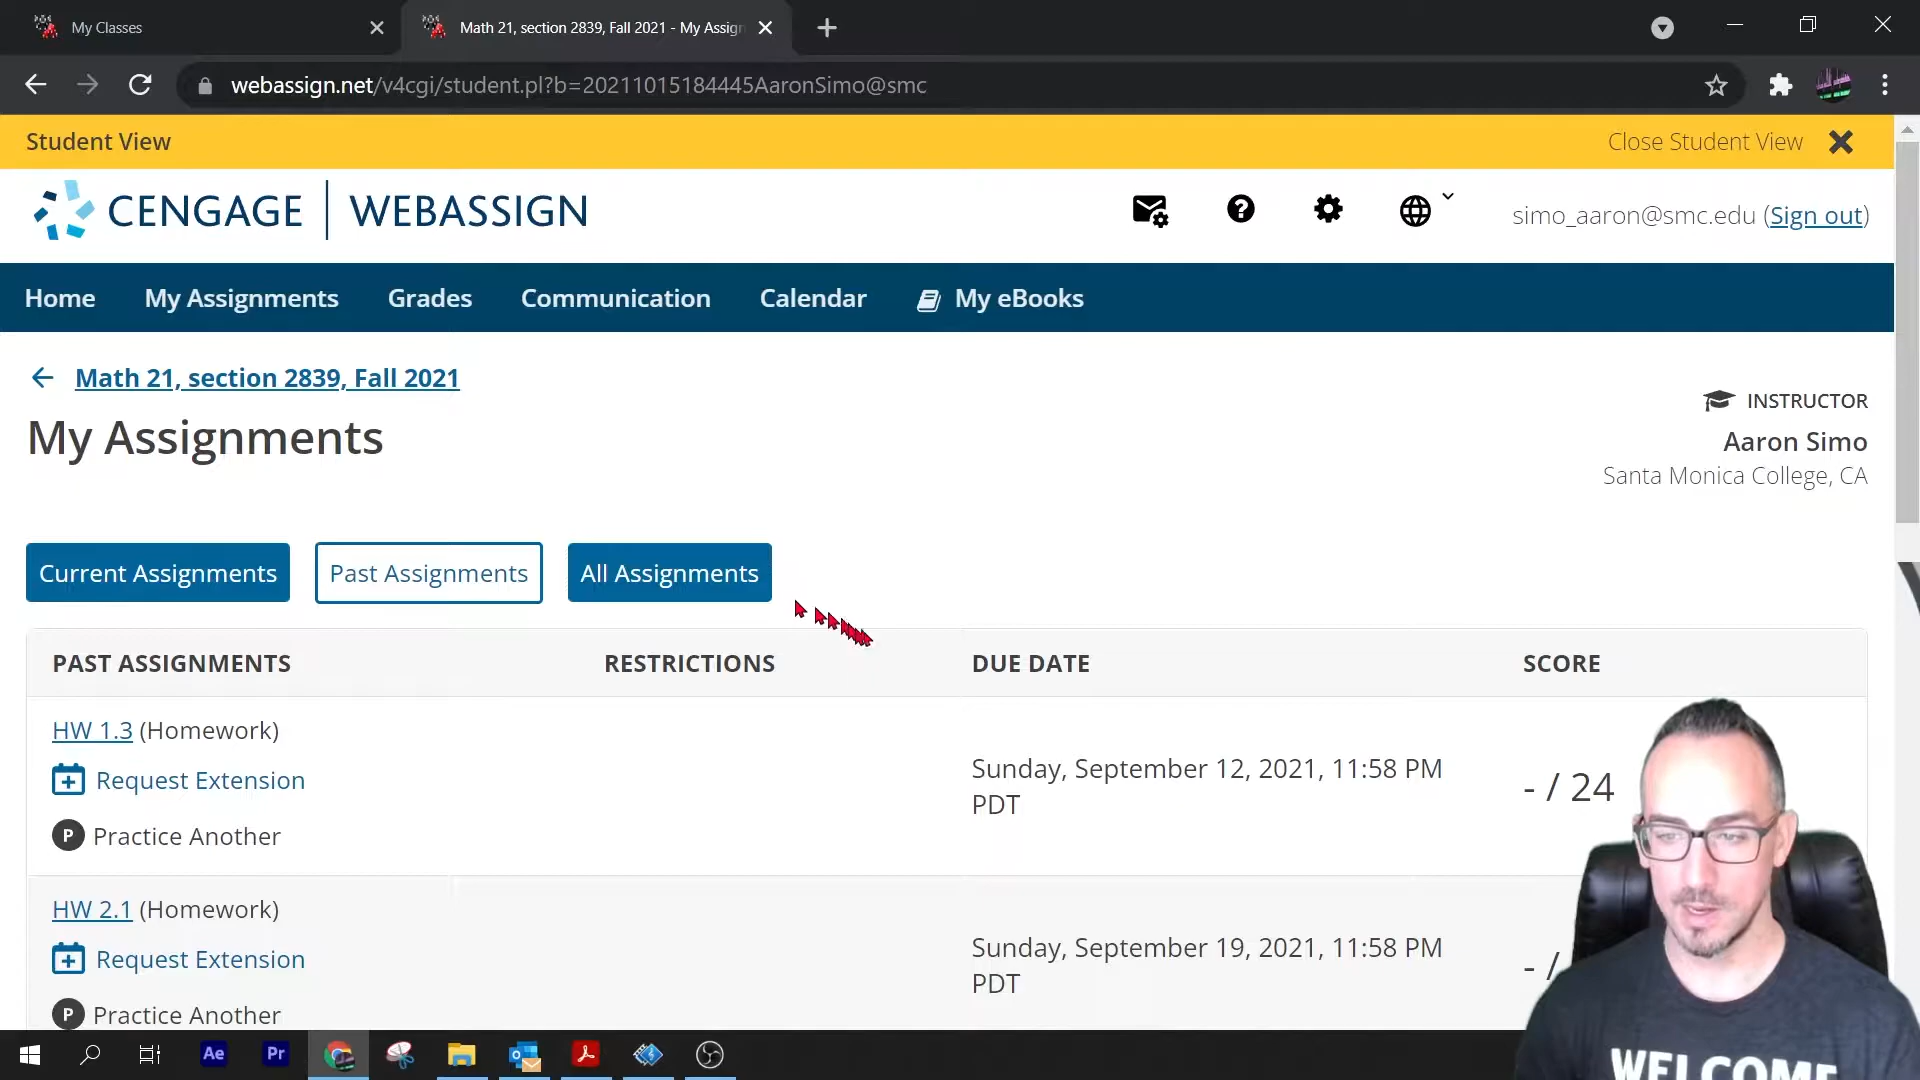 My Classes
Math 21, section 2839, Fall 2021 - My Assign
webassign.net/v4cgi/student.pl?b=20211015184445AaronSimo@smc
Student View
Close Student View
CENGAGE | WEBASSIGN
simo_aaron@smc.edu (Sign out)
Home
My Assignments
Grades
Communication
Calendar
My eBooks
Math 21, section 2839, Fall 2021
My Assignments
INSTRUCTOR
Aaron Simo
Santa Monica College, CA
Current Assignments
Past Assignments
All Assignments
PAST ASSIGNMENTS
RESTRICTIONS
DUE DATE
SCORE
HW 1.3 (Homework)
Request Extension
P Practice Another
Sunday, September 12, 2021, 11:58 PM
PDT
- / 24
HW 2.1 (Homework)
Request Extension
P Practice Another
Sunday, September 19, 2021, 11:58 PM
PDT
- /
Ae
Pr
WELCOME